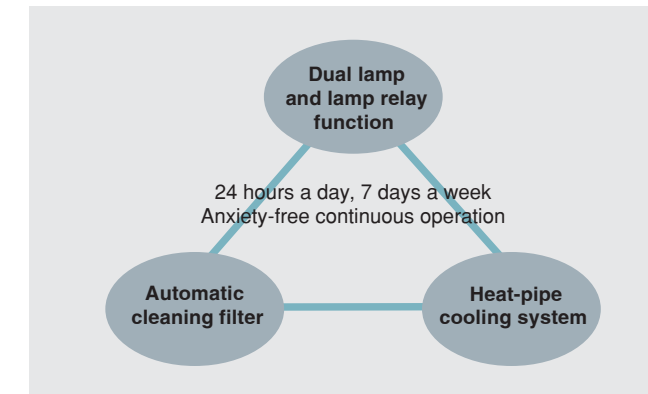 Dual lamp
and lamp relay
function
24 hours a day, 7 days a week
Anxiety-free continuous operation
Automatic
cleaning filter
Heat-pipe
cooling system